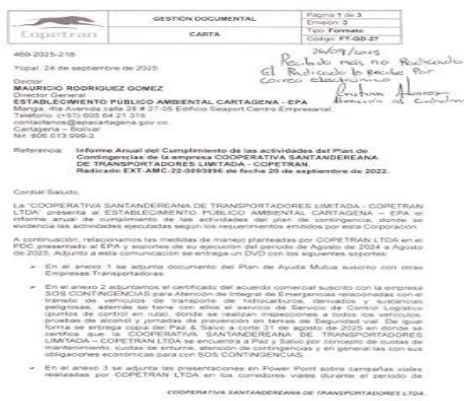 Copetran
GESTIÓN DOCUMENTAL
CARTA
Página 1 de 3
Emisión: 3
Tipo: Formato
Código: FT-GD-27
469-2025-218
26/09/2025
Recibido mas no Radicado
El Radicado lo Recibe Por
Correo electronico
Atención al Ciudadano
Yopal, 24 de septiembre de 2025
Doctor
MAURICIO RODRIGUEZ GOMEZ
Director General
ESTABLECIMIENTO PÚBLICO AMBIENTAL CARTAGENA - EPA
Manga, 4ta Avenida calle 28 # 27-05 Edificio Seaport Centro Empresarial.
Teléfono: (+57) 605 64 21 316
contactenos@epacartagena.gov.co
Cartagena – Bolívar
Nit: 806 013 999-2
Referencia: Informe Anual del Cumplimiento de las actividades del Plan de
Contingencias de la empresa COOPERATIVA SANTANDEREANA
DE TRANSPORTADORES LIMITADA - COPETRAN.
Radicado EXT-AMC-22-0093896 de fecha 20 de septiembre de 2022.
Cordial Saludo,
La "COOPERATIVA SANTANDEREANA DE TRANSPORTADORES LIMITADA - COPETRAN
LTDA" presenta al ESTABLECIMIENTO PÚBLICO AMBIENTAL CARTAGENA – EPA el
informe anual de cumplimiento de las actividades del plan de contingencia, donde se
evidencia las actividades ejecutadas según los requerimientos emitidos por esta Corporación
A continuación, relacionamos las medidas de manejo planteadas por COPETRAN LTDA en el
PDC presentado al EPA y soportes de su ejecución del periodo de Agosto de 2024 a Agosto
de 2025, Adjunto a esta comunicación se entrega un DVD con los siguientes soportes:
➢ En el anexo 1 se adjunta documento del Plan de Ayuda Mutua suscrito con otras
Empresas Transportadoras.
➢ En el anexo 2 adjuntamos el certificado del acuerdo comercial suscrito con la empresa
SOS CONTINGENCIAS para Atención de Integral de Emergencias relacionadas con el
tránsito de vehículos de transporte de hidrocarburos, derivados y sustancias
peligrosas, además se tiene con ellos el servicio de Sistema de Control Logístico
(puntos de control en ruta), donde se realizan inspecciones a todos los vehículos,
pruebas de alcohol y jornadas de prevención en temas de Seguridad vial. De igual
forma se entrega copia del Paz & Salvo a corte 31 de agosto de 2025 en donde se
certifica que la COOPERATIVA SANTANDEREANA DE TRANSPORTADORES
LIMITADA – COPETRAN LTDA se encuentra a Paz y Salvo por concepto de cuotas de
mantenimiento, cuotas de enturne, atención de contingencias y en general las con sus
obligaciones económicas para con SOS CONTINGENCIAS.
➢ En el anexo 3 se adjunta las presentaciones en Power Point sobre campañas viales
realizadas por COPETRAN LTDA en los corredores viales durante el periodo de
COOPERATIVA SANTANDEREANA DE TRANSPORTADORES LTDA.